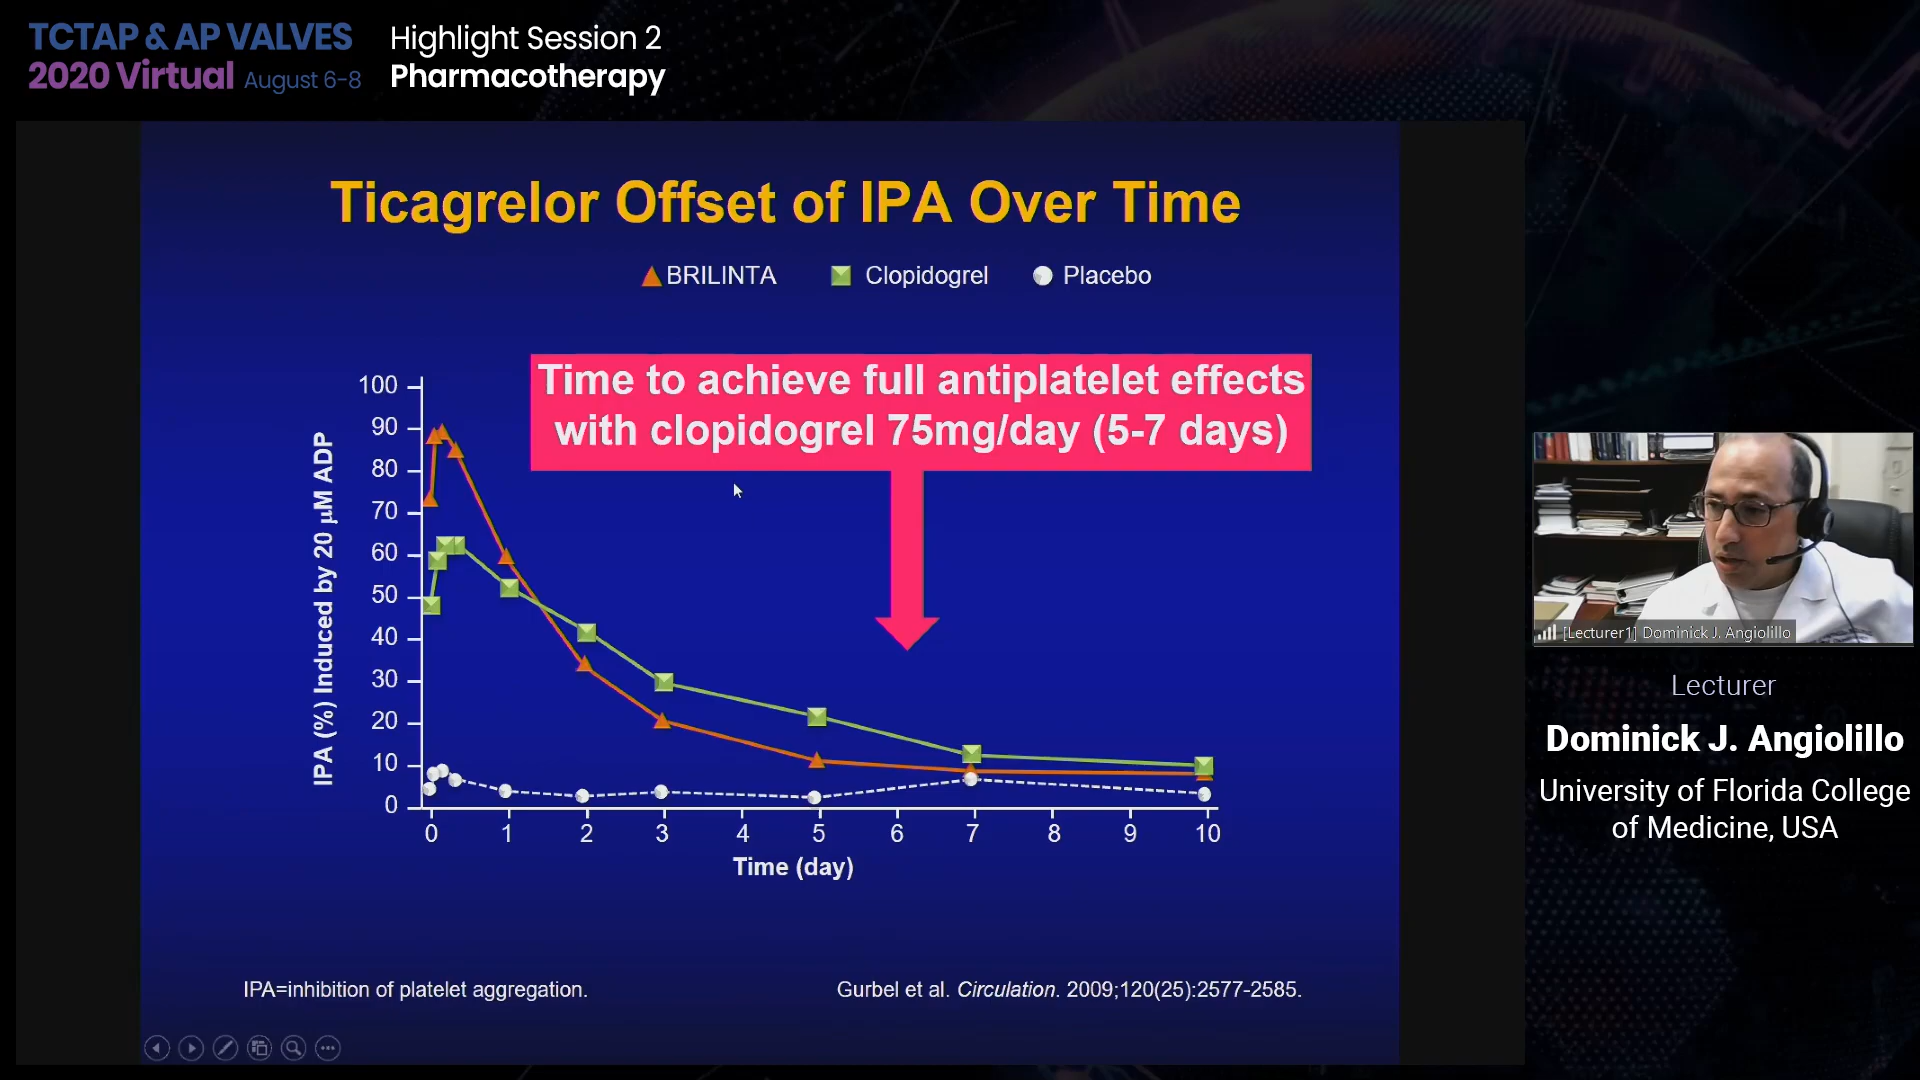 TCTAP & AP VALVES
2020 Virtual August 6-8
Highlight Session 2
Pharmacotherapy
Ticagrelor Offset of IPA Over Time
BRILINTA Clopidogrel Placebo
Time to achieve full antiplatelet effects
with clopidogrel 75mg/day (5-7 days)
IPA (%) Induced by 20 µM ADP
100
90
80
70
60
50
40
30
20
10
0
0 1 2 3 4 5 6 7 8 9 10
Time (day)
IPA=inhibition of platelet aggregation.
Gurbel et al. Circulation. 2009;120(25):2577-2585.
[Lecturer1] Dominick J. Angiolillo
Lecturer
Dominick J. Angiolillo
University of Florida College
of Medicine, USA